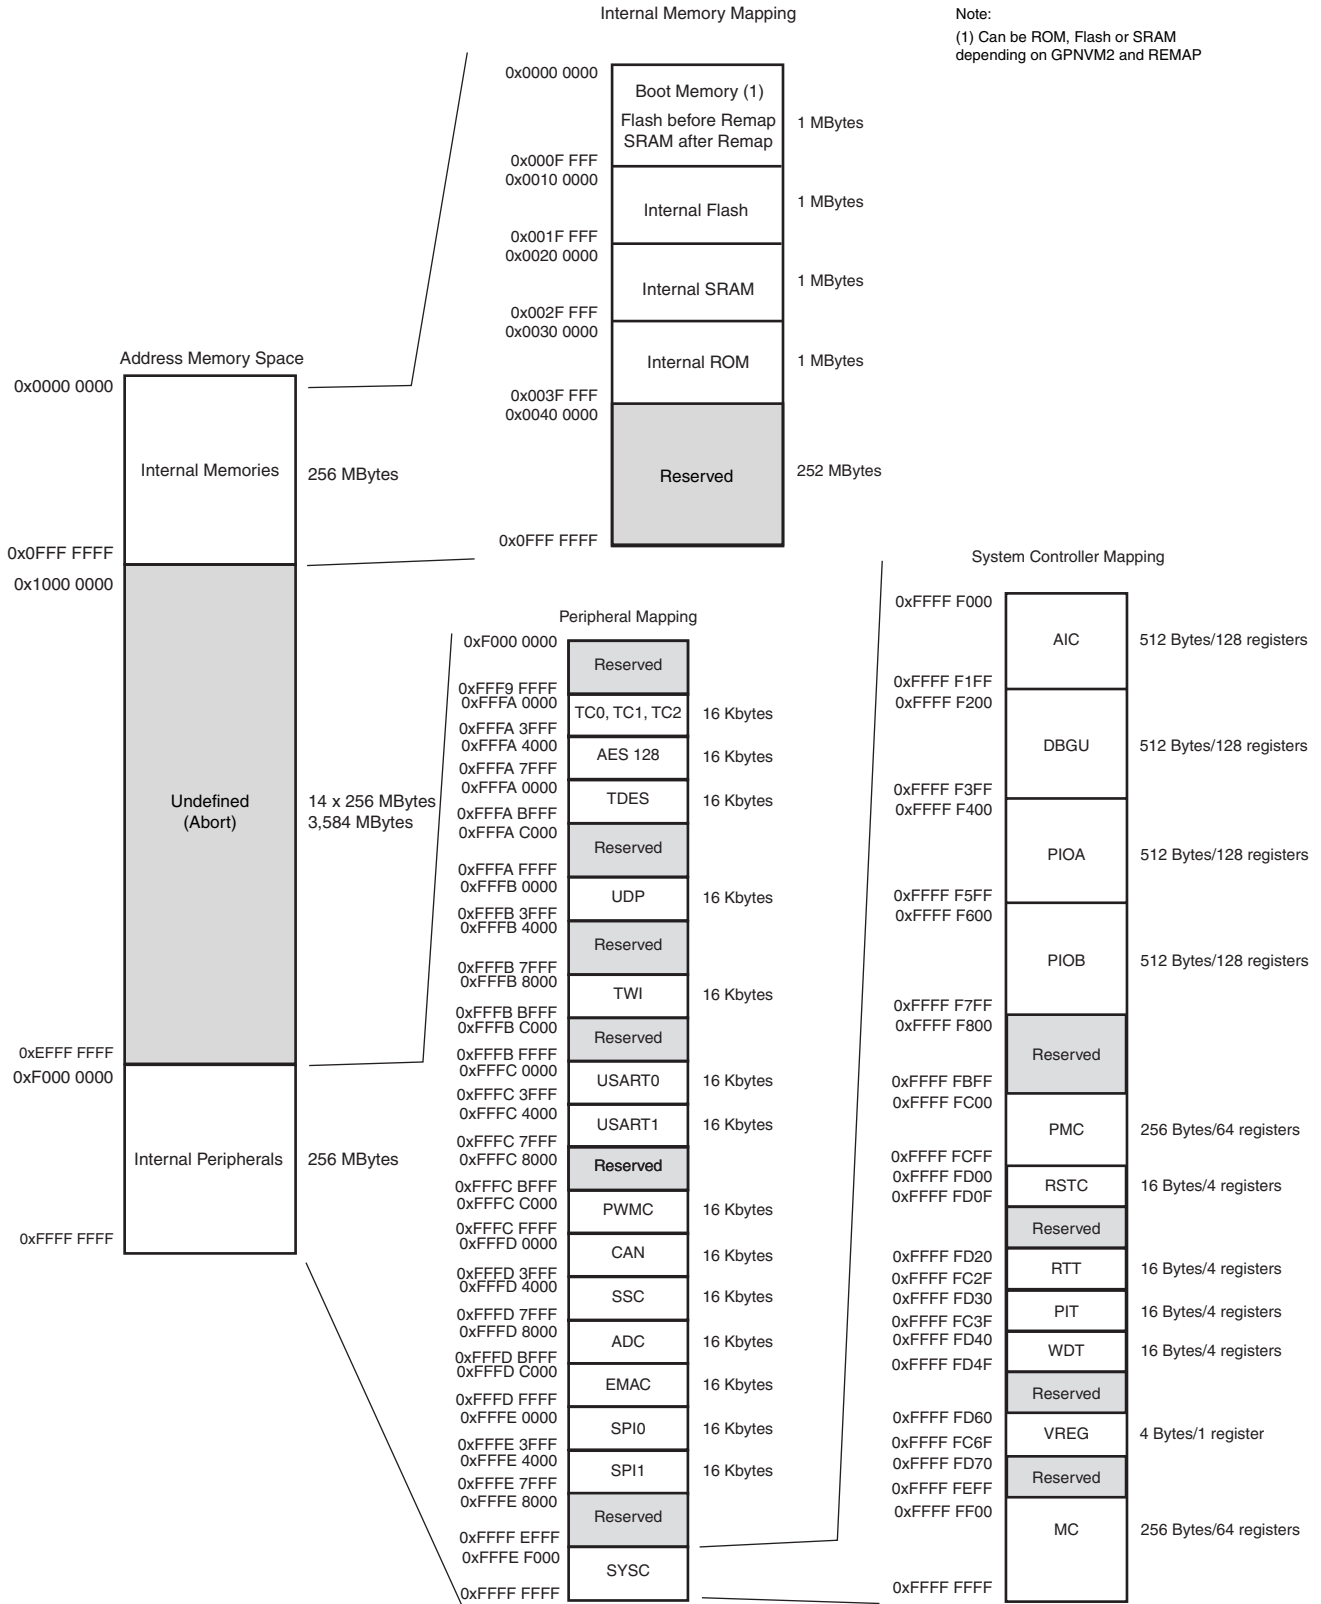 Internal Memory Mapping
Note:
(1) Can be ROM, Flash or SRAM
depending on GPNVM2 and REMAP
0x0000 0000
Boot Memory (1)
Flash before Remap
SRAM after Remap
1 MBytes
0x000F FFF
0x0010 0000
Internal Flash
1 MBytes
0x001F FFF
0x0020 0000
Internal SRAM
1 MBytes
0x002F FFF
0x0030 0000
Internal ROM
1 MBytes
0x003F FFF
0x0040 0000
Reserved
252 MBytes
0x0FFF FFFF
Address Memory Space
0x0000 0000
Internal Memories
256 MBytes
0x0FFF FFFF
0x1000 0000
Undefined
(Abort)
14 x 256 MBytes
3,584 MBytes
0xEFFF FFFF
0xF000 0000
Internal Peripherals
256 MBytes
0xFFFF FFFF
Peripheral Mapping
0xF000 0000
Reserved
0xFFF9 FFFF
0xFFFA 0000
TC0, TC1, TC2
16 Kbytes
0xFFFA 3FFF
0xFFFA 4000
AES 128
16 Kbytes
0xFFFA 7FFF
0xFFFA 0000
TDES
16 Kbytes
0xFFFA BFFF
0xFFFA C000
Reserved
0xFFFA FFFF
0xFFFB 0000
UDP
16 Kbytes
0xFFFB 3FFF
0xFFFB 4000
Reserved
0xFFFB 7FFF
0xFFFB 8000
TWI
16 Kbytes
0xFFFB BFFF
0xFFFB C000
Reserved
0xFFFB FFFF
0xFFFC 0000
USART0
16 Kbytes
0xFFFC 3FFF
0xFFFC 4000
USART1
16 Kbytes
0xFFFC 7FFF
0xFFFC 8000
Reserved
0xFFFC BFFF
0xFFFC C000
PWMC
16 Kbytes
0xFFFC FFFF
0xFFFD 0000
CAN
16 Kbytes
0xFFFD 3FFF
0xFFFD 4000
SSC
16 Kbytes
0xFFFD 7FFF
0xFFFD 8000
ADC
16 Kbytes
0xFFFD BFFF
0xFFFD C000
EMAC
16 Kbytes
0xFFFD FFFF
0xFFFE 0000
SPI0
16 Kbytes
0xFFFE 3FFF
0xFFFE 4000
SPI1
16 Kbytes
0xFFFE 7FFF
0xFFFE 8000
Reserved
0xFFFF EFFF
0xFFFE F000
SYSC
0xFFFF FFFF
System Controller Mapping
0xFFFF F000
AIC
512 Bytes/128 registers
0xFFFF F1FF
0xFFFF F200
DBGU
512 Bytes/128 registers
0xFFFF F3FF
0xFFFF F400
PIOA
512 Bytes/128 registers
0xFFFF F5FF
0xFFFF F600
PIOB
512 Bytes/128 registers
0xFFFF F7FF
0xFFFF F800
Reserved
0xFFFF FBFF
0xFFFF FC00
PMC
256 Bytes/64 registers
0xFFFF FCFF
0xFFFF FD00
RSTC
16 Bytes/4 registers
0xFFFF FD0F
Reserved
0xFFFF FD20
RTT
16 Bytes/4 registers
0xFFFF FC2F
0xFFFF FD30
PIT
16 Bytes/4 registers
0xFFFF FC3F
0xFFFF FD40
WDT
16 Bytes/4 registers
0xFFFF FD4F
Reserved
0xFFFF FD60
VREG
4 Bytes/1 register
0xFFFF FC6F
0xFFFF FD70
Reserved
0xFFFF FEFF
0xFFFF FF00
MC
256 Bytes/64 registers
0xFFFF FFFF